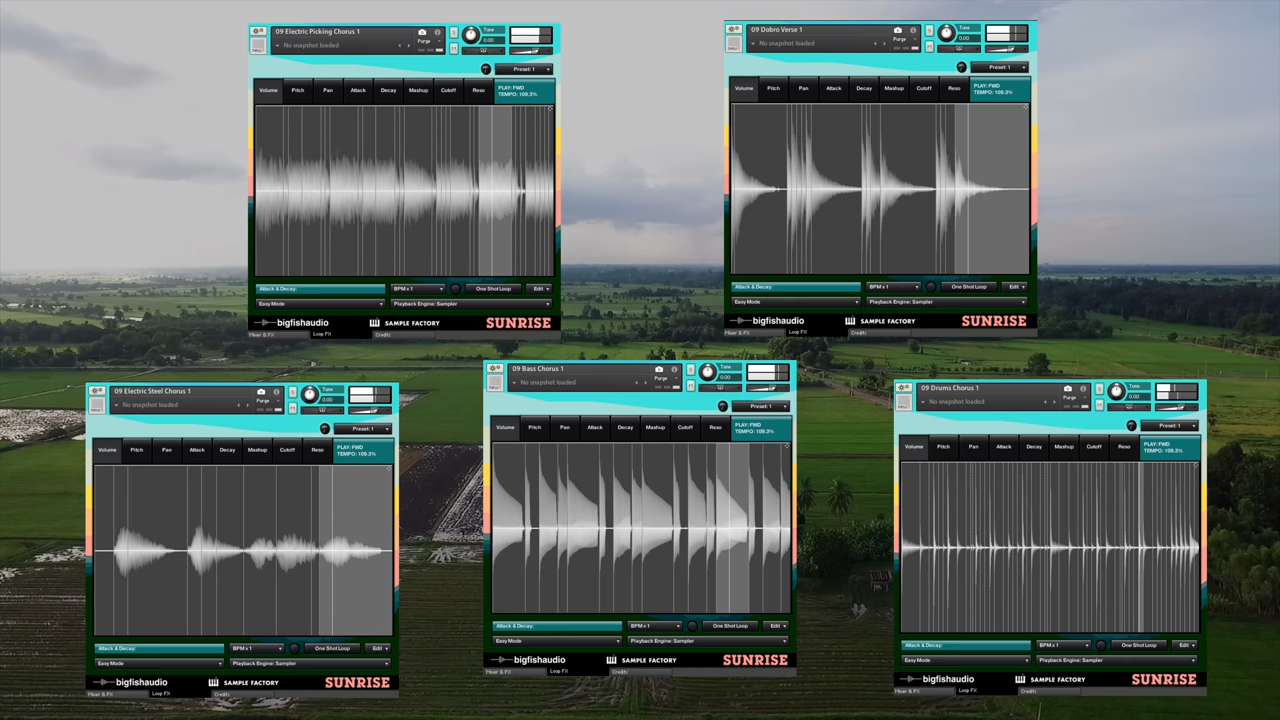 09 Electric Picking Chorus 1
No snapshot loaded
Purge
Tune
0.00
Preset: 1
Volume Pitch Pan Attack Decay Mashup Cutoff Reso
PLAY: FWD
TEMPO: 109.3%
Attack & Decay: BPM x 1 One Shot Loop Edit
Easy Mode Playback Engine: Sampler
bigfishaudio SAMPLE FACTORY SUNRISE
Mixer & FX Loop FX Credits
09 Dobro Verse 1
No snapshot loaded
Purge
Tune
0.00
Preset: 1
Volume Pitch Pan Attack Decay Mashup Cutoff Reso
PLAY: FWD
TEMPO: 109.3%
Attack & Decay: BPM x 1 One Shot Loop Edit
Easy Mode Playback Engine: Sampler
bigfishaudio SAMPLE FACTORY SUNRISE
Mixer & FX Loop FX Credits
09 Electric Steel Chorus 1
No snapshot loaded
Purge
Tune
0.00
Preset: 1
Volume Pitch Pan Attack Decay Mashup Cutoff Reso
PLAY: FWD
TEMPO: 109.3%
Attack & Decay: BPM x 1 One Shot Loop Edit
Easy Mode Playback Engine: Sampler
bigfishaudio SAMPLE FACTORY SUNRISE
Mixer & FX Loop FX Credits
09 Bass Chorus 1
No snapshot loaded
Purge
Tune
0.00
Preset: 1
Volume Pitch Pan Attack Decay Mashup Cutoff Reso
PLAY: FWD
TEMPO: 109.3%
Attack & Decay: BPM x 1 One Shot Loop Edit
Easy Mode Playback Engine: Sampler
bigfishaudio SAMPLE FACTORY SUNRISE
Mixer & FX Loop FX Credits
09 Drums Chorus 1
No snapshot loaded
Purge
Tune
0.00
Preset: 1
Volume Pitch Pan Attack Decay Mashup Cutoff Reso
PLAY: FWD
TEMPO: 109.3%
Attack & Decay: BPM x 1 One Shot Loop Edit
Easy Mode Playback Engine: Sampler
bigfishaudio SAMPLE FACTORY SUNRISE
Mixer & FX Loop FX Credits